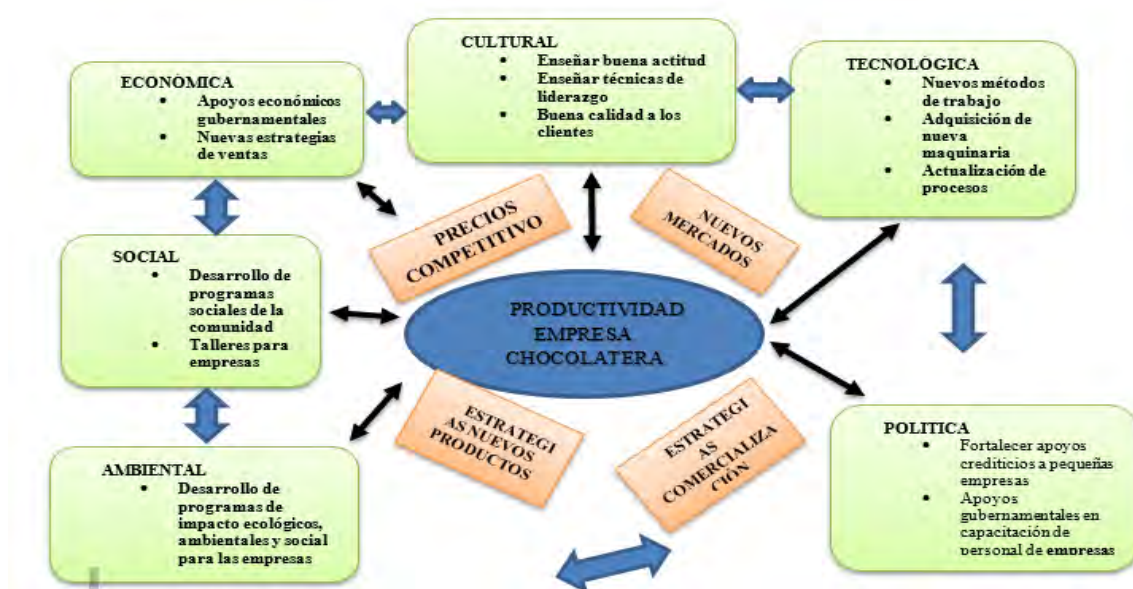 CULTURAL
• Enseñar buena actitud
• Enseñar técnicas de
liderazgo
• Buena calidad a los
clientes
ECONÓMICA
• Apoyos económicos
gubernamentales
• Nuevas estrategias
de ventas
TECNOLÓGICA
• Nuevos métodos
de trabajo
• Adquisición de
nueva
maquinaria
• Actualización de
procesos
PRECIOS
COMPETITIVO
NUEVOS
MERCADOS
SOCIAL
• Desarrollo de
programas
sociales de la
comunidad
• Talleres para
empresas
PRODUCTIVIDAD
EMPRESA
CHOCOLATERA
ESTRATEGI
AS NUEVOS
PRODUCTOS
ESTRATEGI
AS
COMERCIALIZA
CIÓN
POLITICA
• Fortalecer apoyos
crediticios a pequeñas
empresas
• Apoyos
gubernamentales en
capacitación de
personal de empresas
AMBIENTAL
• Desarrollo de
programas de
impacto ecológicos,
ambientales y social
para las empresas